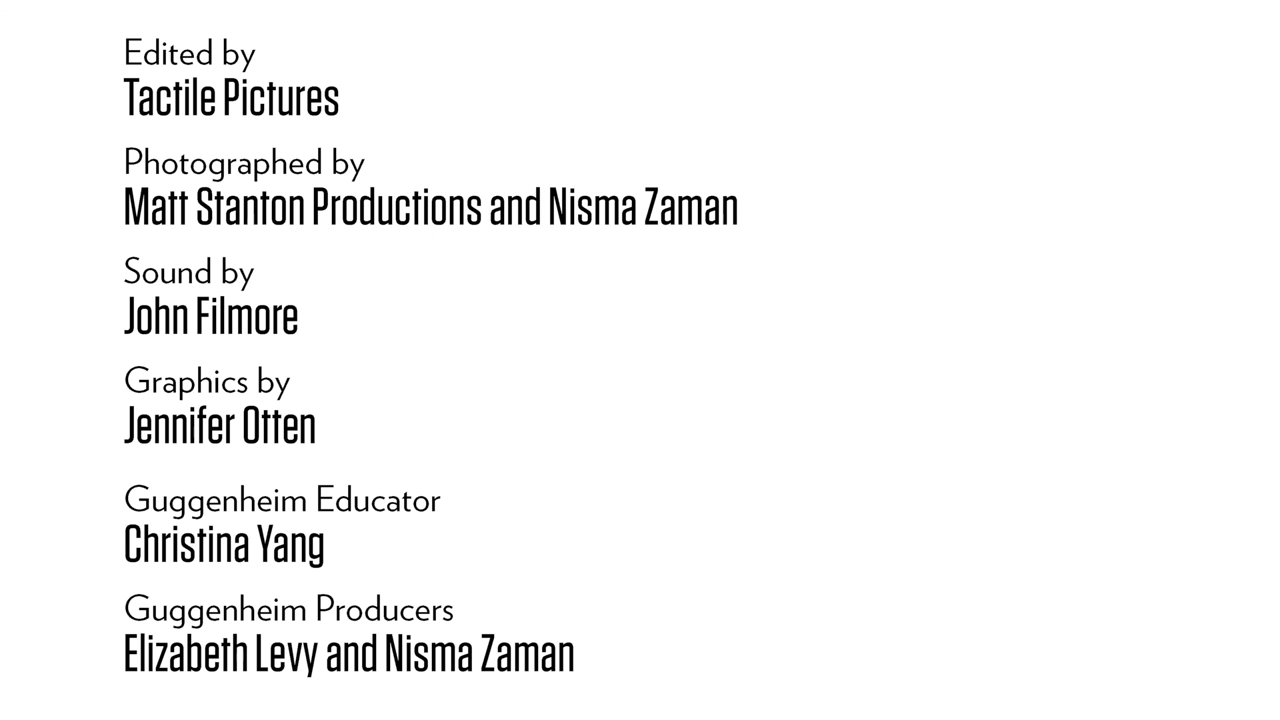 Edited by
Tactile Pictures
Photographed by
Matt Stanton Productions and Nisma Zaman
Sound by
John Filmore
Graphics by
Jennifer Otten
Guggenheim Educator
Christina Yang
Guggenheim Producers
Elizabeth Levy and Nisma Zaman